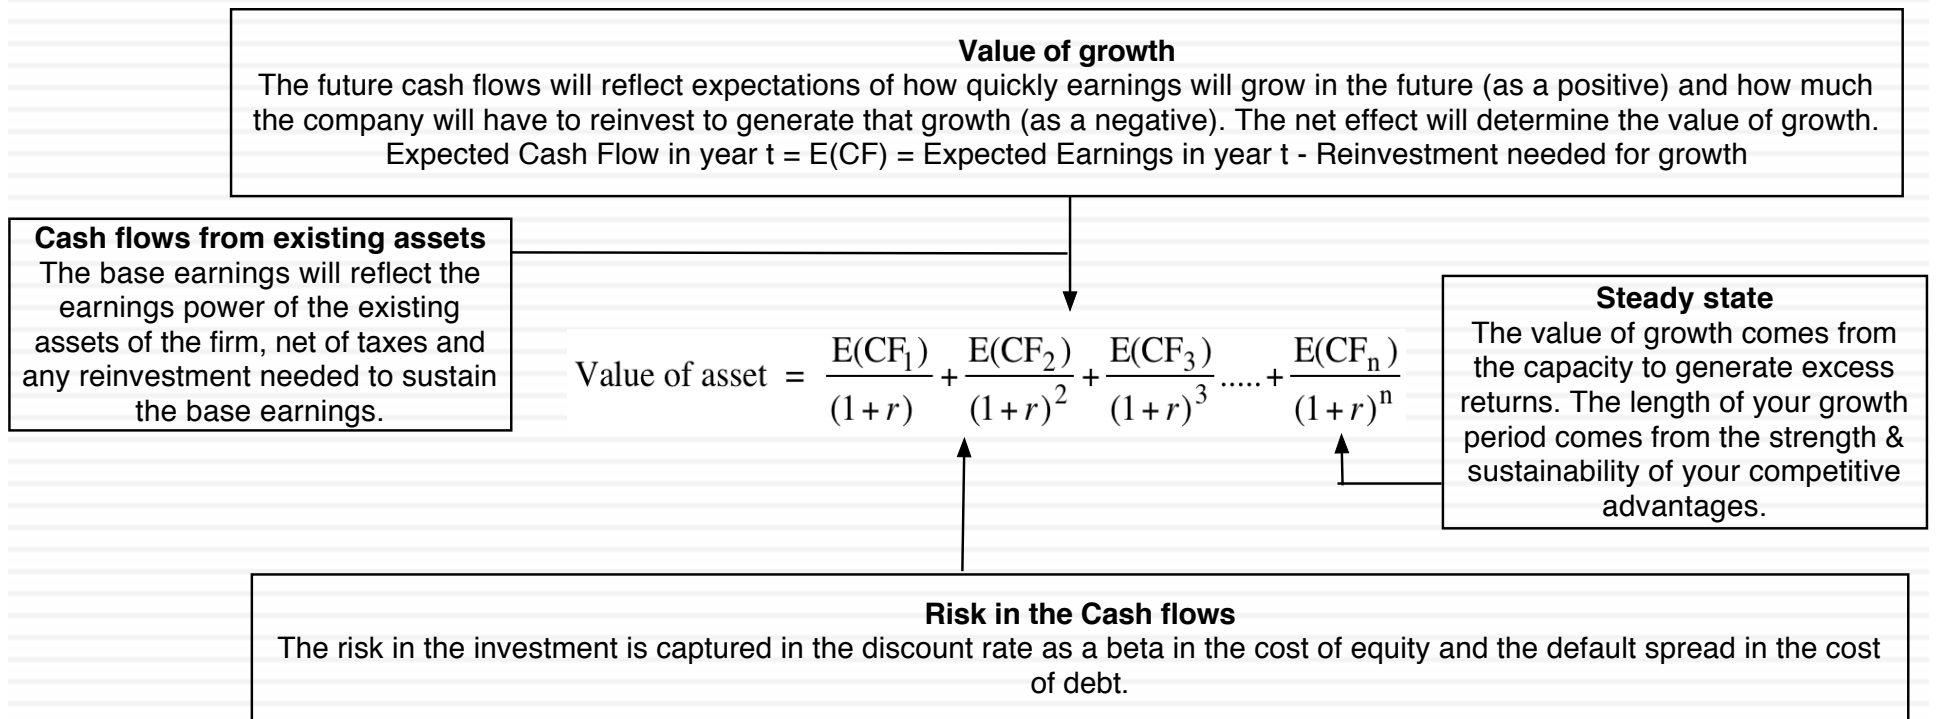 Value of growth
The future cash flows will reflect expectations of how quickly earnings will grow in the future (as a positive) and how much
the company will have to reinvest to generate that growth (as a negative). The net effect will determine the value of growth.
Expected Cash Flow in year t = E(CF) = Expected Earnings in year t - Reinvestment needed for growth
Cash flows from existing assets
The base earnings will reflect the
earnings power of the existing
assets of the firm, net of taxes and
any reinvestment needed to sustain
the base earnings.
Value of asset = E(CF₁)/(1+r) + E(CF₂)/(1+r)² + E(CF₃)/(1+r)³ ..... + E(CFₙ)/(1+r)ⁿ
Steady state
The value of growth comes from
the capacity to generate excess
returns. The length of your growth
period comes from the strength &
sustainability of your competitive
advantages.
Risk in the Cash flows
The risk in the investment is captured in the discount rate as a beta in the cost of equity and the default spread in the cost
of debt.